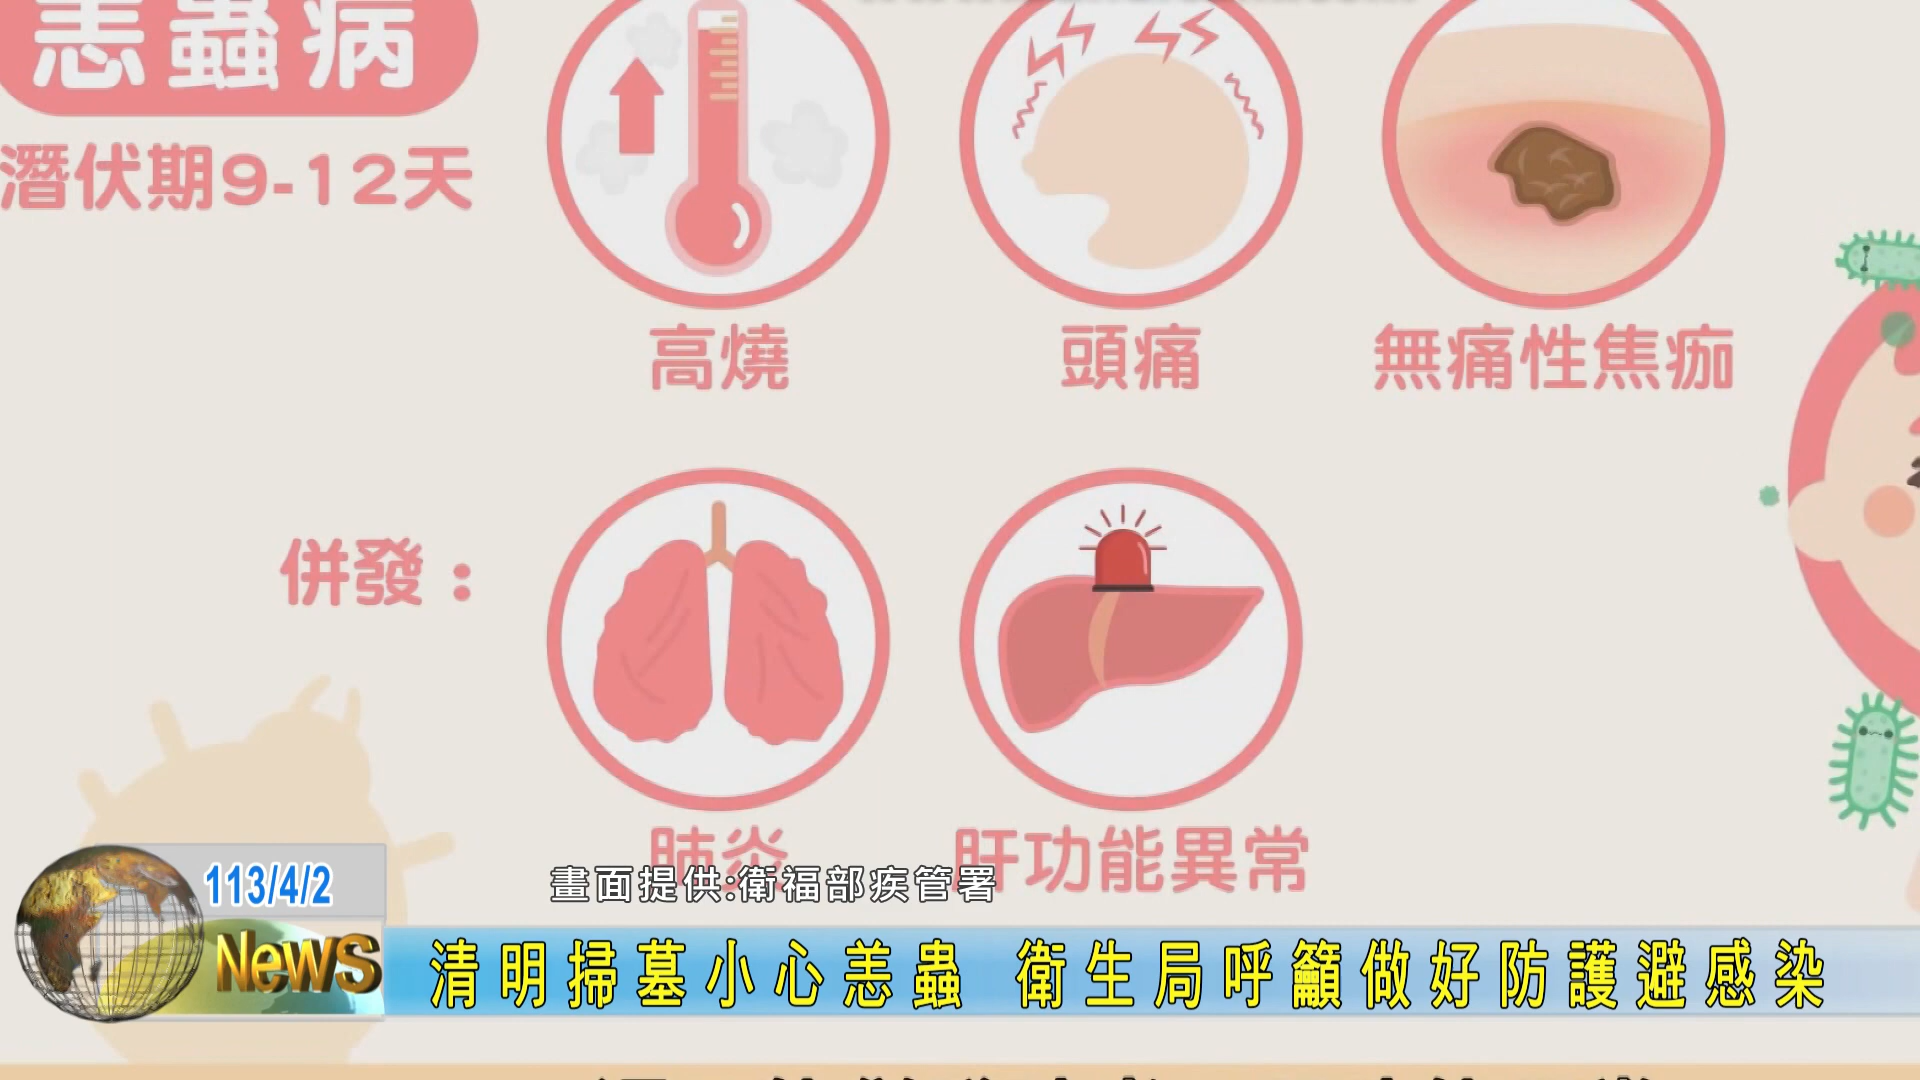 恙蟲病
潛伏期9-12天
高燒
頭痛
無痛性焦痂
併發：
肺炎
肝功能異常
113/4/2
畫面提供:衛福部疾管署
News
清明掃墓小心恙蟲 衛生局呼籲做好防護避感染